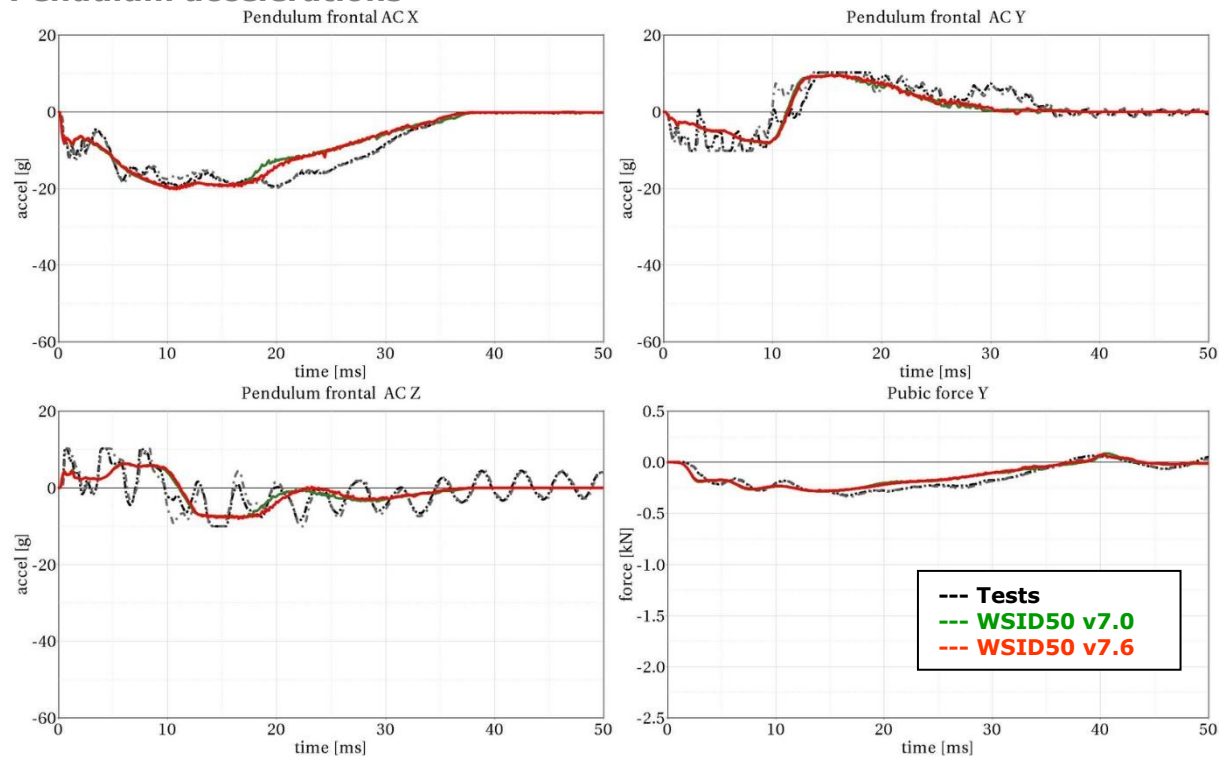 Pendulum accelerations
Pendulum frontal AC X
20
0
-20
-40
-60
accel [g]
0 10 20 30 40 50
time [ms]
Pendulum frontal AC Y
20
0
-20
-40
-60
accel [g]
0 10 20 30 40 50
time [ms]
Pendulum frontal AC Z
20
0
-20
-40
-60
accel [g]
0 10 20 30 40 50
time [ms]
Pubic force Y
0.5
0.0
-0.5
-1.0
-1.5
-2.0
-2.5
force [kN]
0 10 20 30 40 50
time [ms]
--- Tests
--- WSID50 v7.0
--- WSID50 v7.6